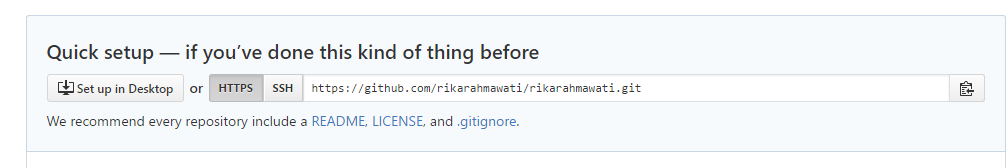 Quick setup — if you’ve done this kind of thing before
Set up in Desktop or HTTPS SSH https://github.com/rikarahmawati/rikarahmawati.git
We recommend every repository include a README, LICENSE, and .gitignore.